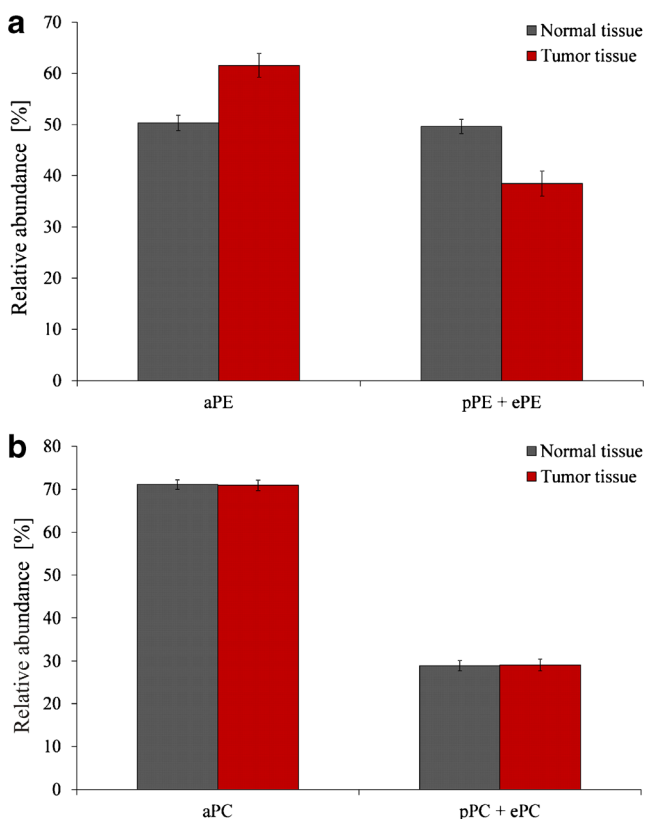 a
Relative abundance [%]
70
60
50
40
30
20
10
0
Normal tissue
Tumor tissue
aPE
pPE + ePE
b
Relative abundance [%]
80
70
60
50
40
30
20
10
0
Normal tissue
Tumor tissue
aPC
pPC + ePC